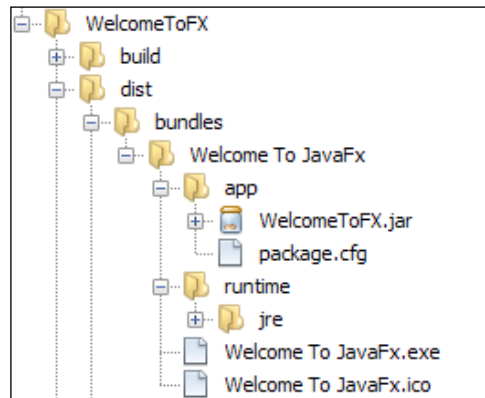 WelcomeToFX
build
dist
bundles
Welcome To JavaFx
app
WelcomeToFX.jar
package.cfg
runtime
jre
Welcome To JavaFx.exe
Welcome To JavaFx.ico